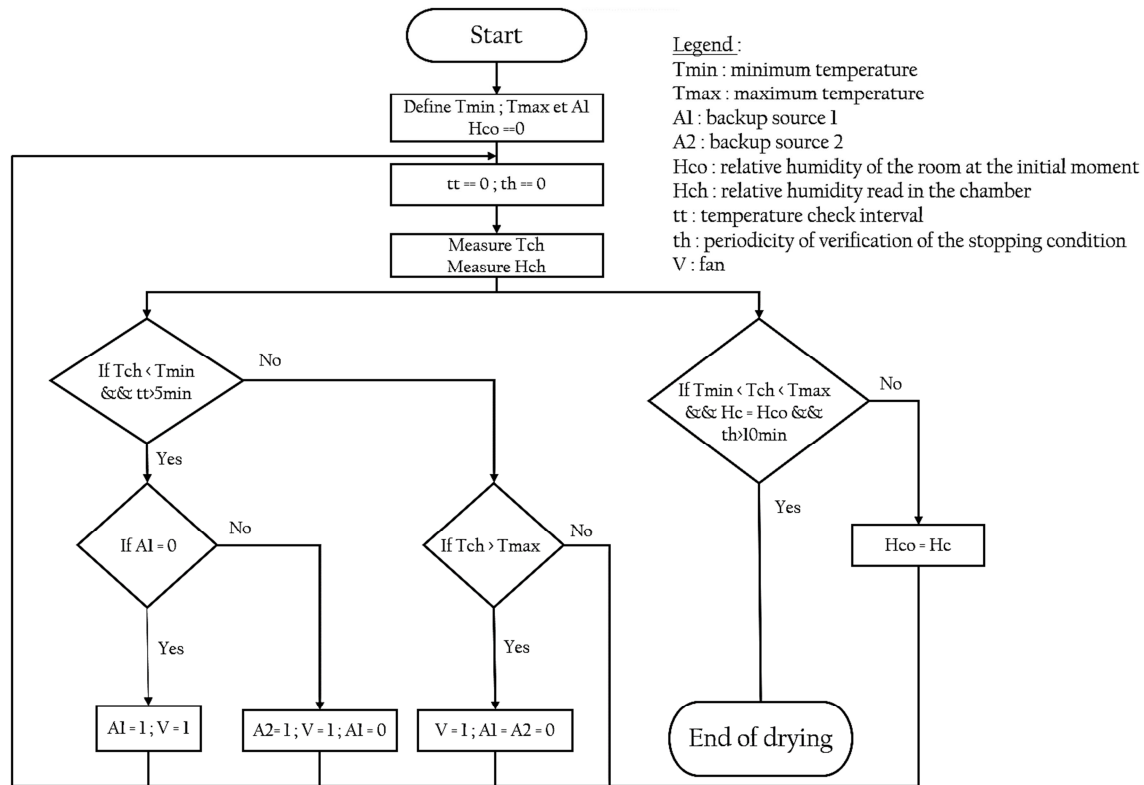 Start
Define Tmin ; Tmax et A1
Hco ==0
tt == 0 ; th == 0
Measure Tch
Measure Hch
Legend :
Tmin : minimum temperature
Tmax : maximum temperature
A1 : backup source 1
A2 : backup source 2
Hco : relative humidity of the room at the initial moment
Hch : relative humidity read in the chamber
tt : temperature check interval
th : periodicity of verification of the stopping condition
V : fan
If Tch < Tmin
&& tt>5min
No
Yes
If A1 = 0
No
Yes
A1 = 1 ; V = 1
A2=1 ; V = 1 ; A1 = 0
If Tch > Tmax
No
Yes
V = 1 ; A1 = A2 = 0
If Tmin < Tch < Tmax
&& Hc = Hco &&
th>10min
No
Yes
Hco = Hc
End of drying